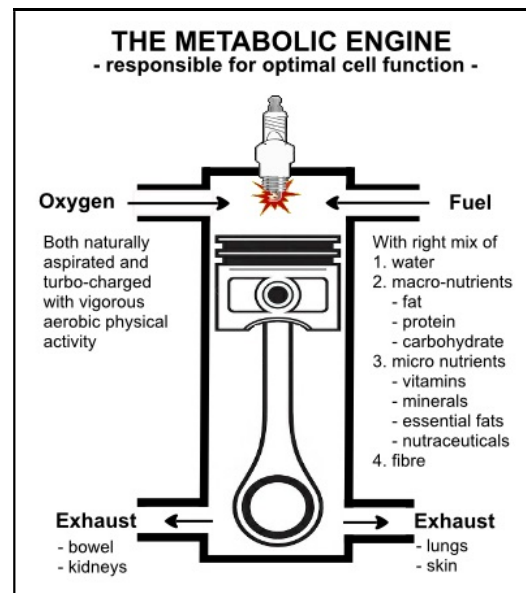 THE METABOLIC ENGINE
- responsible for optimal cell function -
Oxygen
Both naturally
aspirated and
turbo-charged
with vigorous
aerobic physical
activity
Fuel
With right mix of
1. water
2. macro-nutrients
- fat
- protein
- carbohydrate
3. micro nutrients
- vitamins
- minerals
- essential fats
- nutraceuticals
4. fibre
Exhaust
- bowel
- kidneys
Exhaust
- lungs
- skin